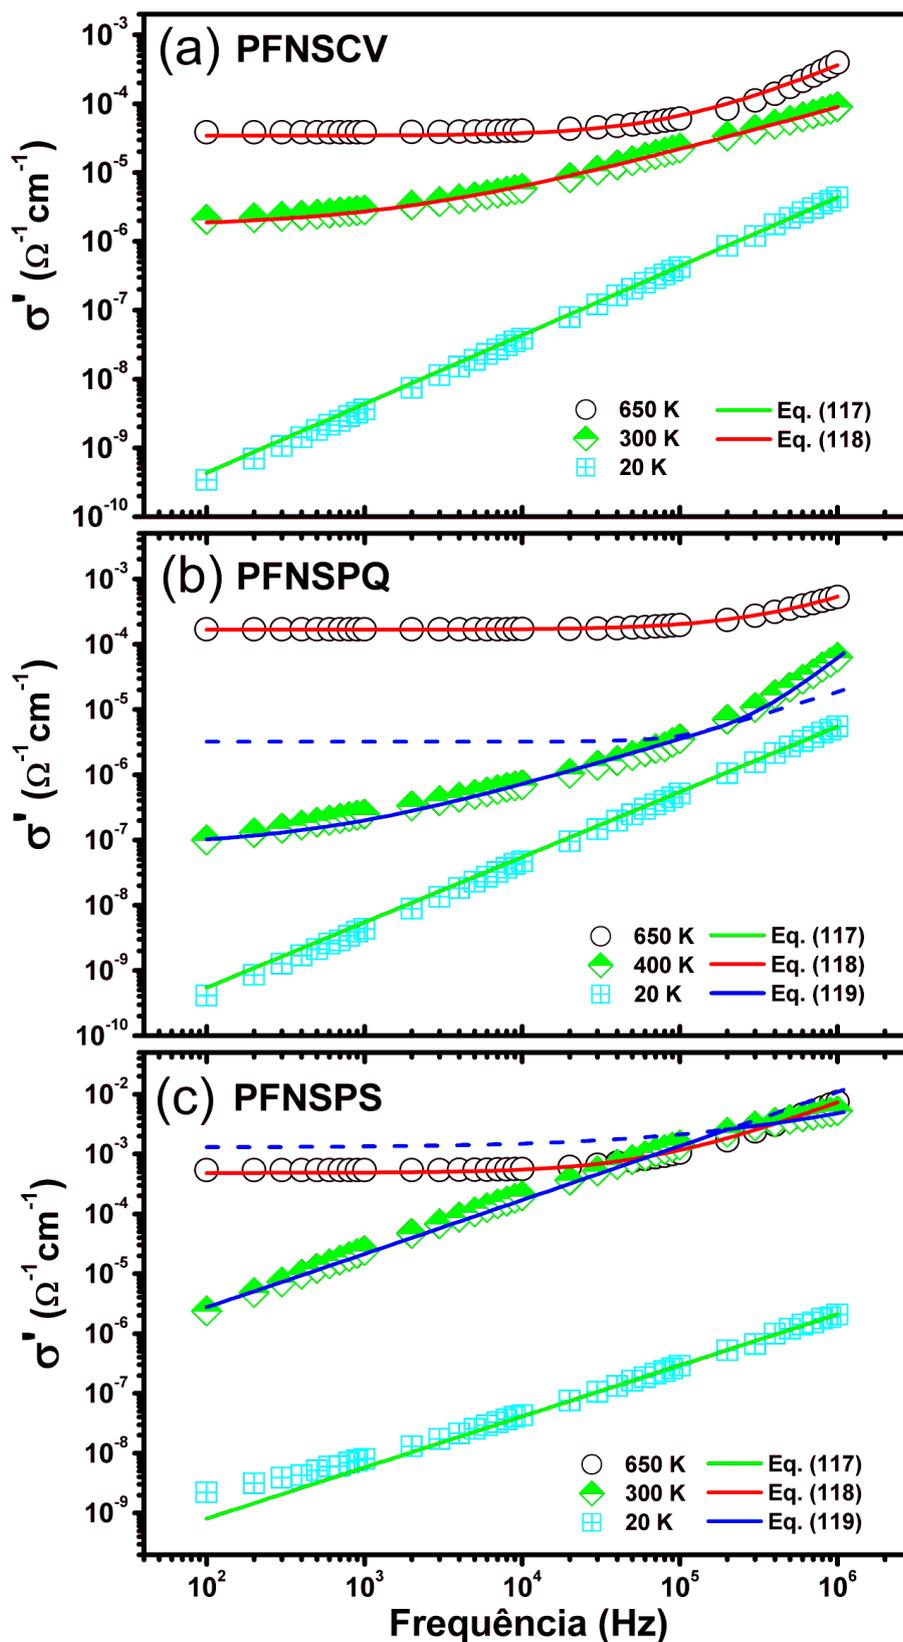 (a) PFNSCV
10⁻³
10⁻⁴
10⁻⁵
10⁻⁶
10⁻⁷
10⁻⁸
10⁻⁹
10⁻¹⁰
σ' (Ω⁻¹cm⁻¹)
650 K Eq. (117)
300 K Eq. (118)
20 K
(b) PFNSPQ
10⁻³
10⁻⁴
10⁻⁵
10⁻⁶
10⁻⁷
10⁻⁸
10⁻⁹
10⁻¹⁰
σ' (Ω⁻¹cm⁻¹)
650 K Eq. (117)
400 K Eq. (118)
20 K Eq. (119)
(c) PFNSPS
10⁻²
10⁻³
10⁻⁴
10⁻⁵
10⁻⁶
10⁻⁷
10⁻⁸
10⁻⁹
σ' (Ω⁻¹cm⁻¹)
650 K Eq. (117)
300 K Eq. (118)
20 K Eq. (119)
10² 10³ 10⁴ 10⁵ 10⁶
Frequência (Hz)